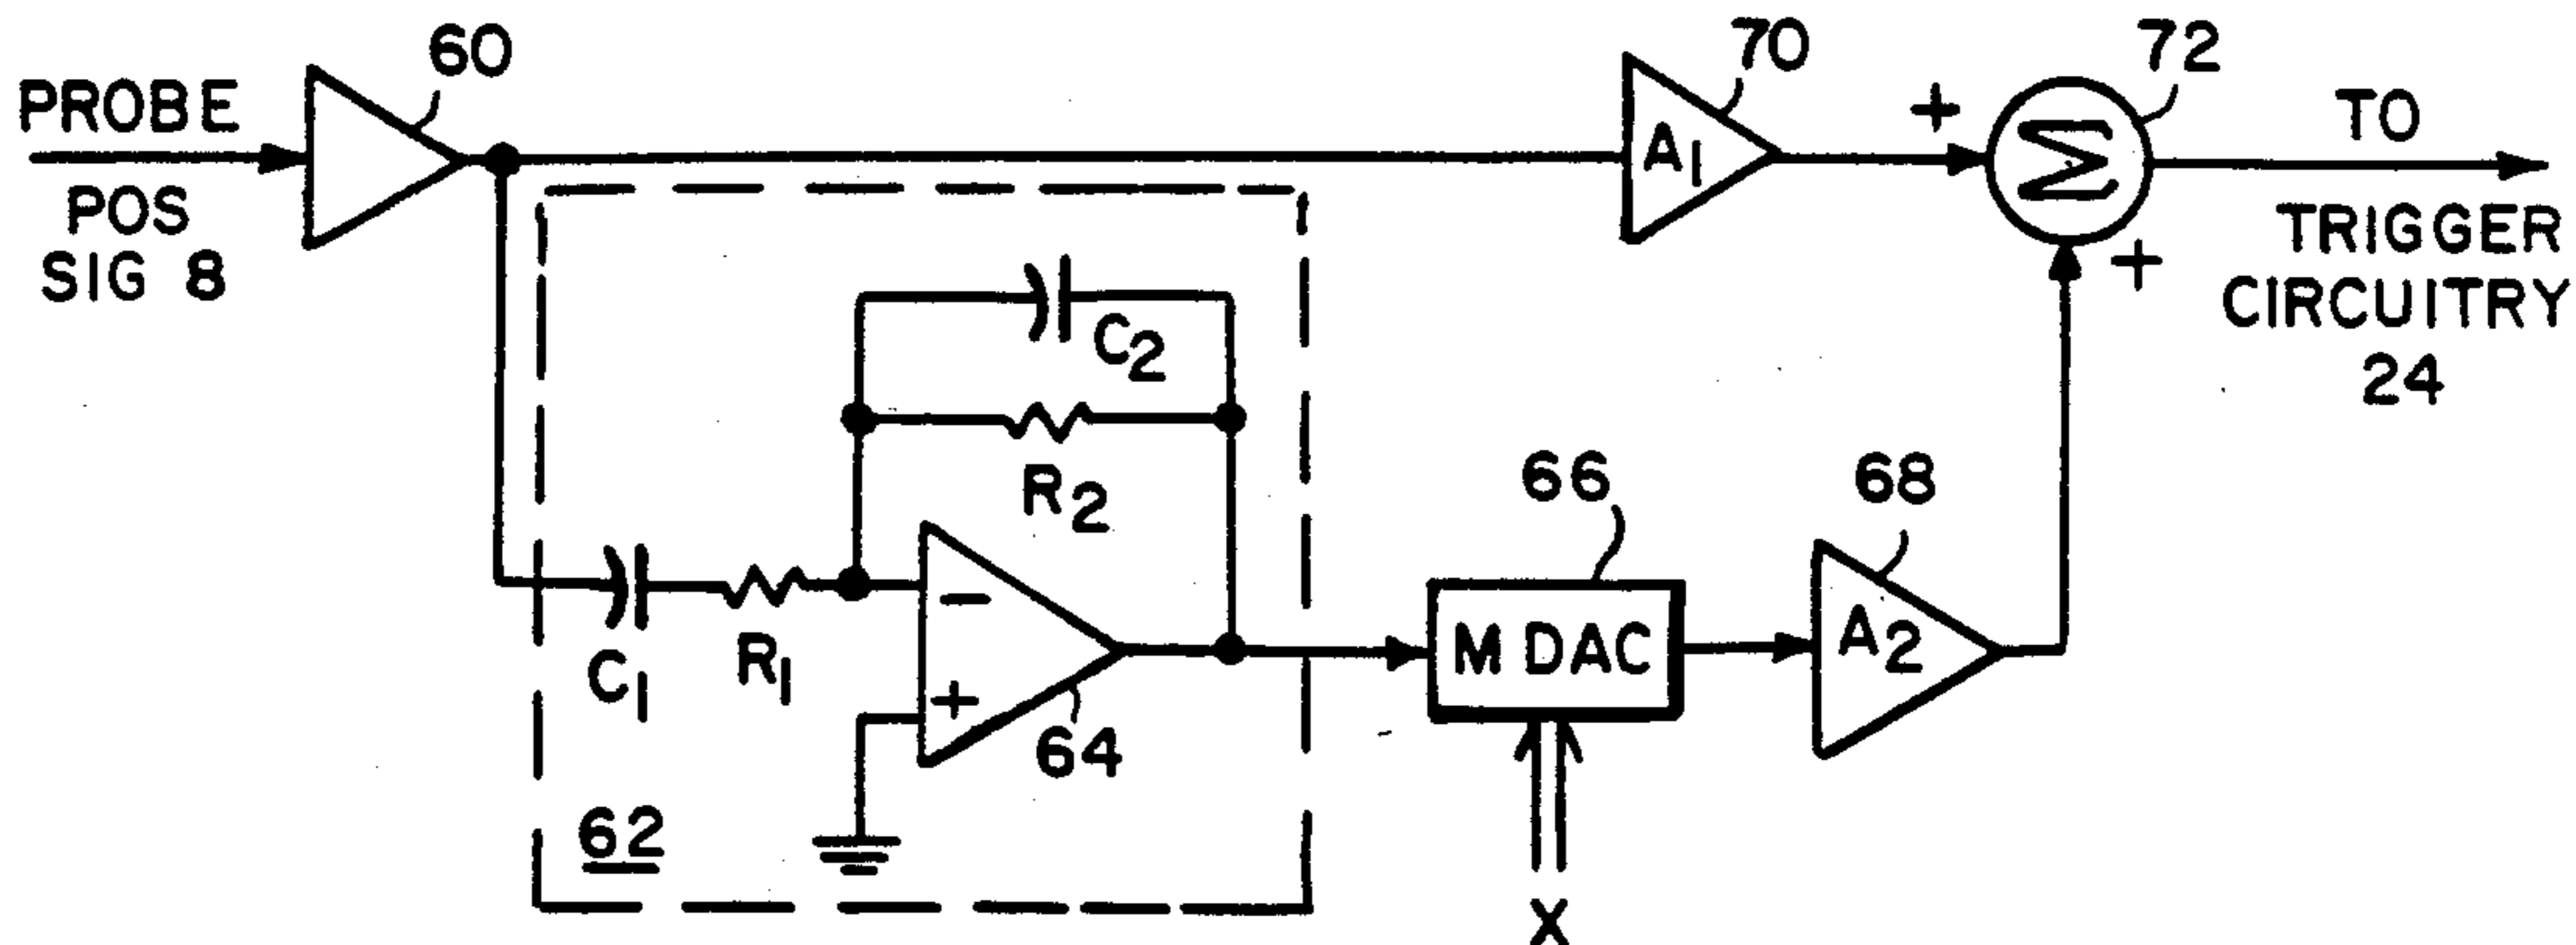 60
70
72
PROBE
POS
SIG 8
A1
+
Σ
+
TO
TRIGGER
CIRCUITRY
24
C2
R2
66
68
C1
R1
-
+
64
M DAC
A2
62
X